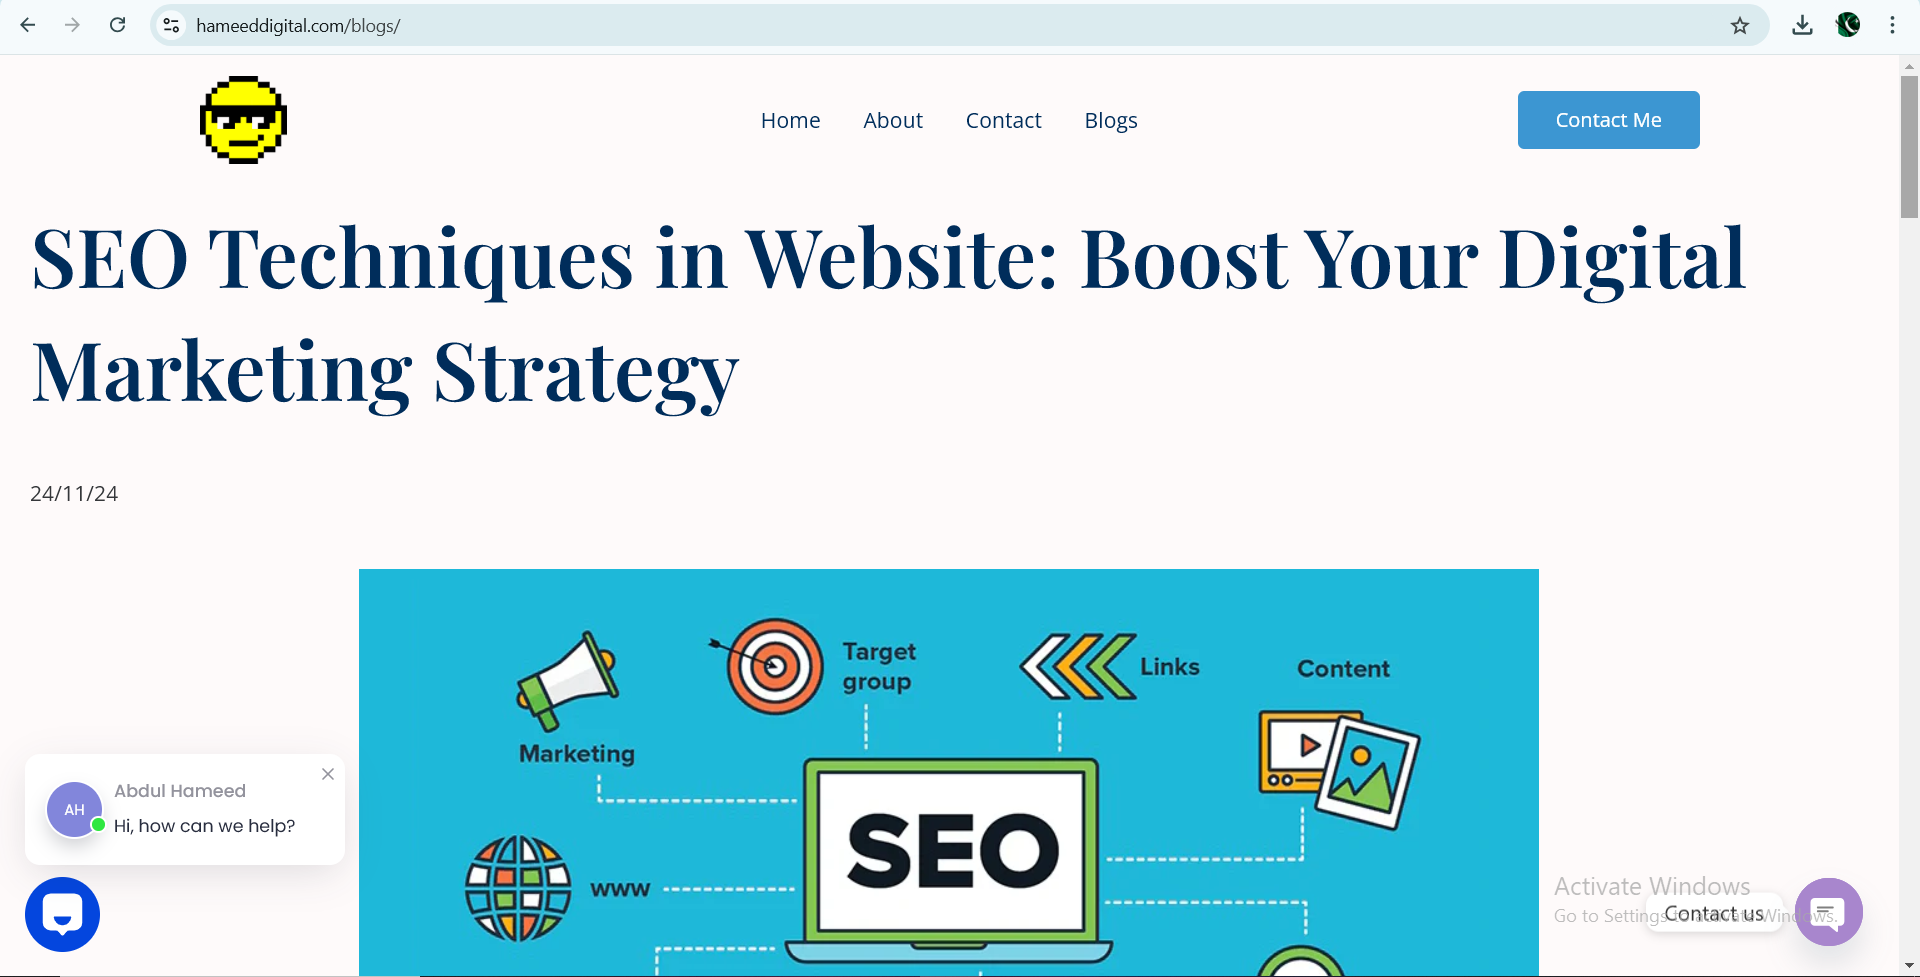 hameeddigital.com/blogs/
Home About Contact Blogs
Contact Me
SEO Techniques in Website: Boost Your Digital
Marketing Strategy
24/11/24
Target
group
Links
Content
Marketing
SEO
www
Abdul Hameed
AH
Hi, how can we help?
Activate Windows
Go to Settings to activate Windows.
Contact us